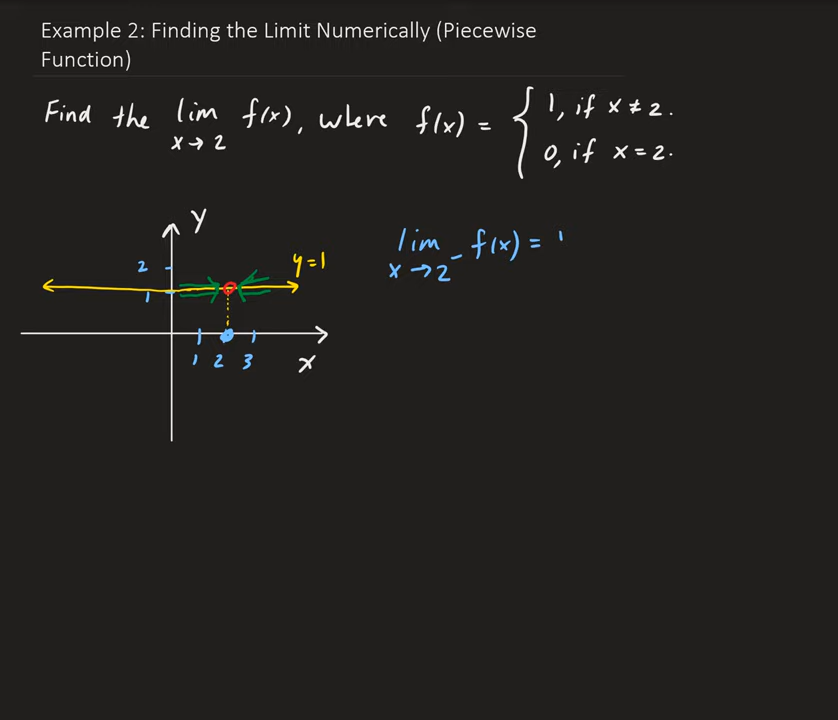 Example 2: Finding the Limit Numerically (Piecewise
Function)
Find the lim f(x), where f(x) = { 1, if x ≠ 2.
x → 2
0, if x = 2.
y
lim f(x) = 1
x → 2⁻
y = 1
2
1
1 2 3
x